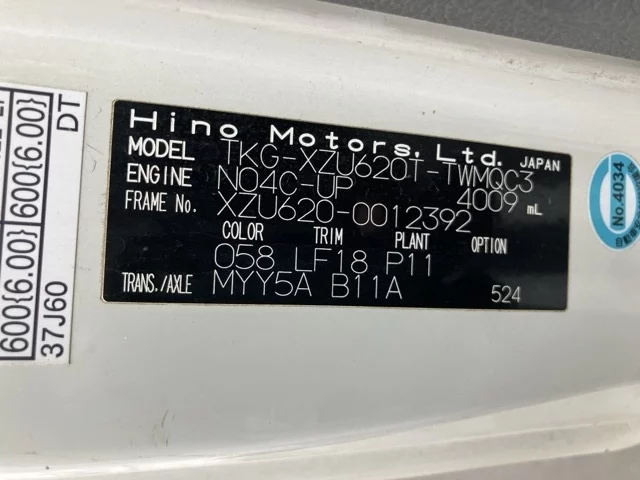 Hino Motors, Ltd. JAPAN
MODEL TKG-XZU620T-TWMQC3
ENGINE N04C-UP 4009 mL
FRAME No. XZU620-0012392
COLOR TRIM PLANT OPTION
058 LF18 P11
TRANS./AXLE MYY5A B11A 524
600{6.00} 600{6.00}
37J60 DT
No.4034